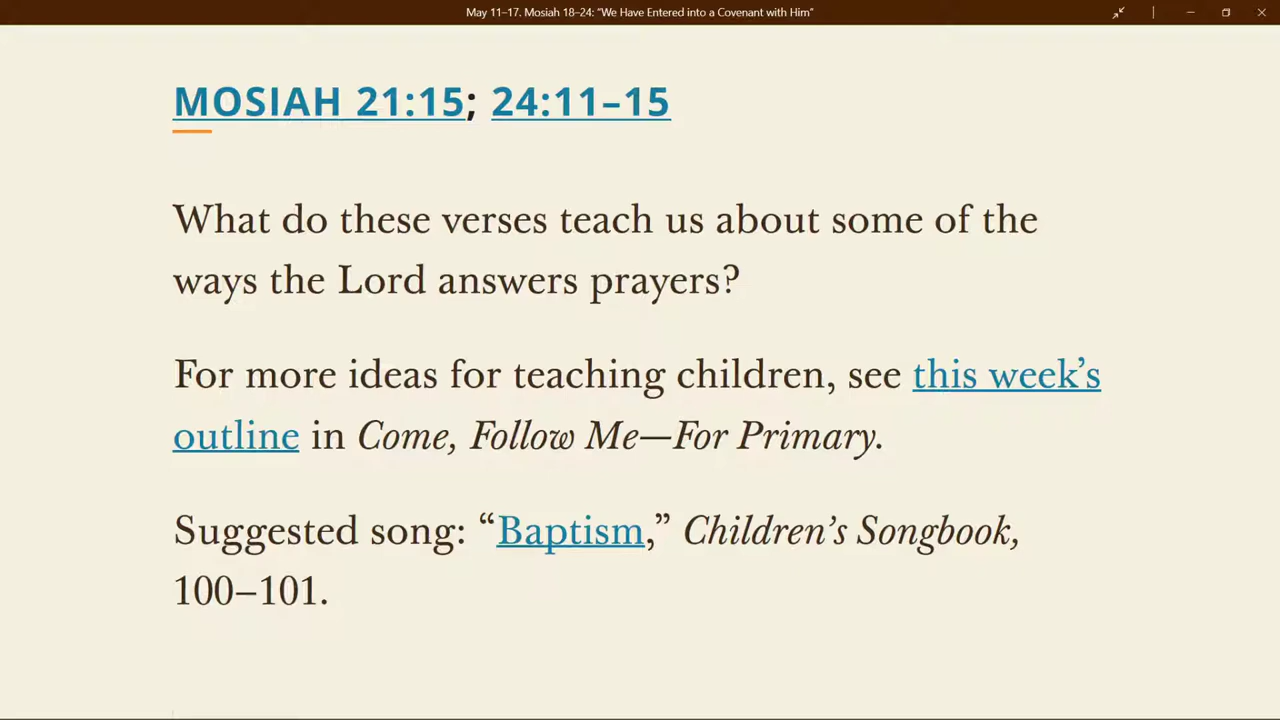 May 11–17. Mosiah 18–24: “We Have Entered into a Covenant with Him”
MOSIAH 21:15; 24:11–15
What do these verses teach us about some of the
ways the Lord answers prayers?
For more ideas for teaching children, see this week’s
outline in Come, Follow Me—For Primary.
Suggested song: “Baptism,” Children’s Songbook,
100–101.